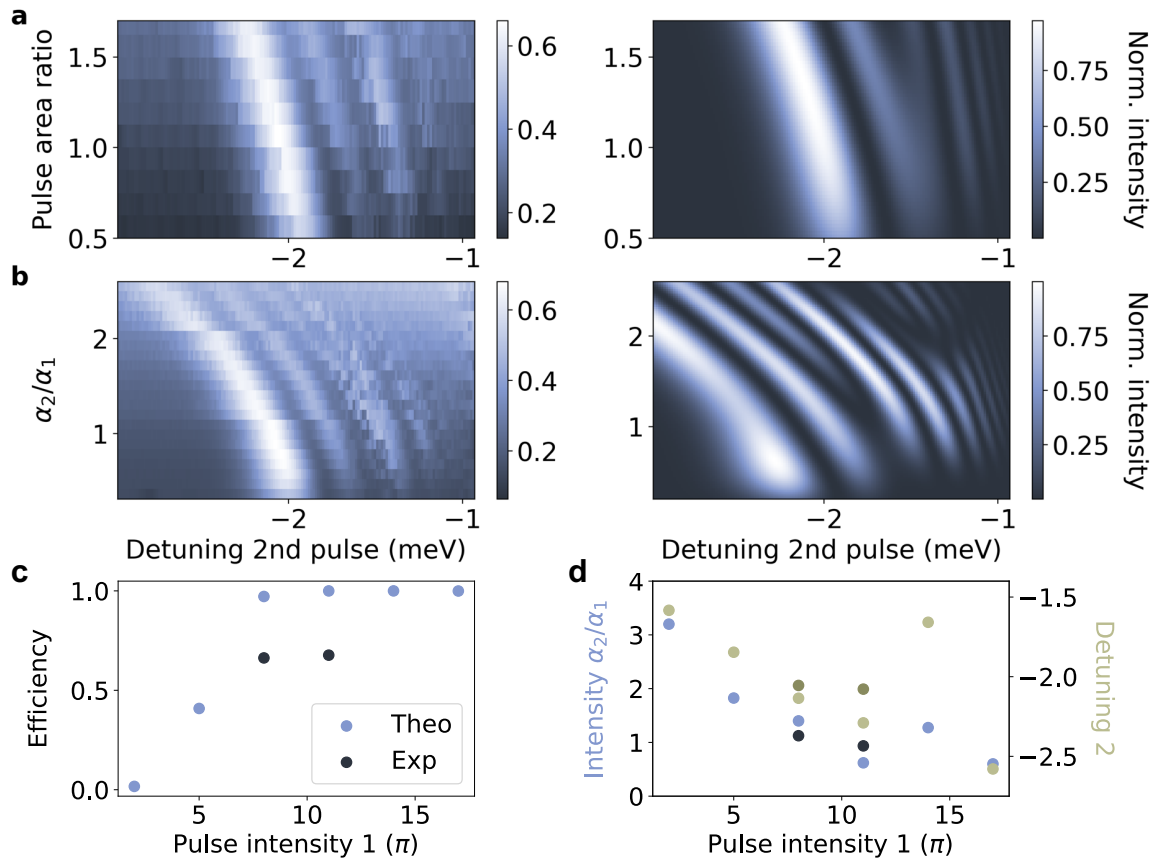 a
Pulse area ratio
1.5
1.0
0.5
−2
−1
0.6
0.4
0.2
1.5
1.0
0.5
−2
−1
0.75
0.50
0.25
Norm. intensity
b
α₂/α₁
2
1
−2
−1
Detuning 2nd pulse (meV)
0.6
0.4
0.2
2
1
−2
−1
Detuning 2nd pulse (meV)
0.75
0.50
0.25
Norm. intensity
c
Efficiency
1.0
0.5
0.0
5
10
15
Pulse intensity 1 (π)
Theo
Exp
d
Intensity α₂/α₁
4
3
2
1
0
5
10
15
Pulse intensity 1 (π)
−1.5
−2.0
−2.5
Detuning 2